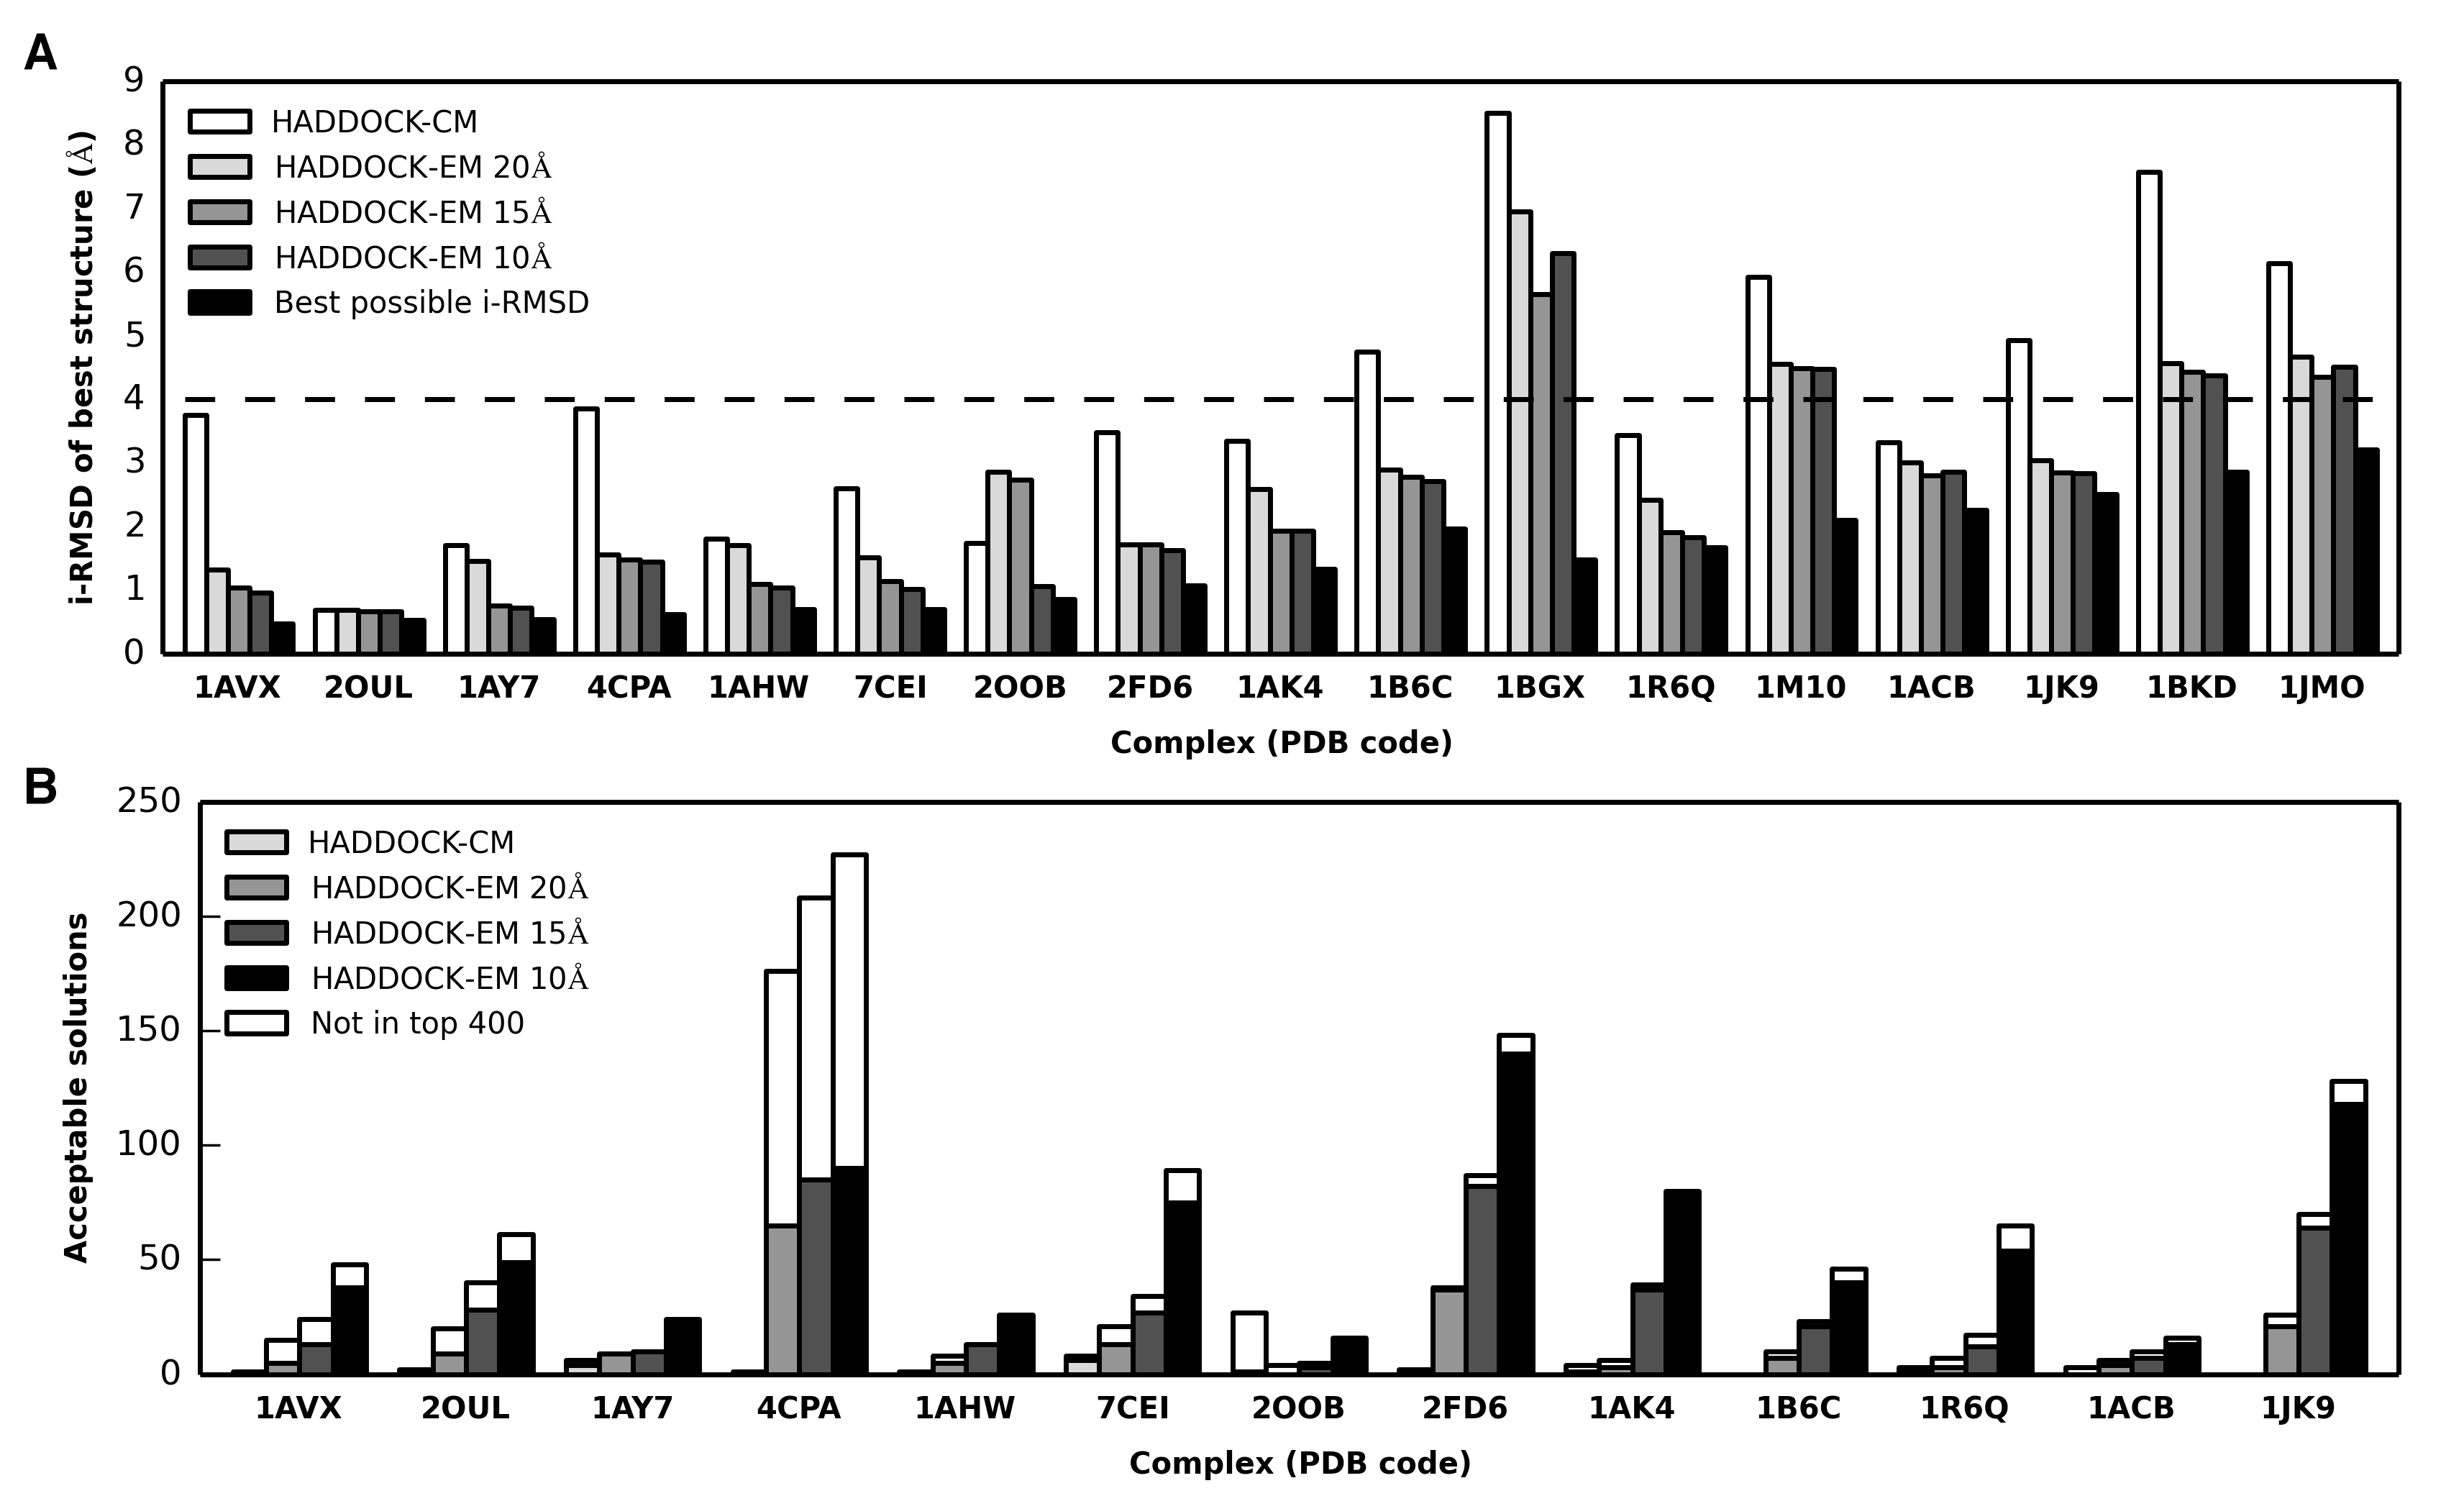 A
9
8
7
6
5
4
3
2
1
0
i-RMSD of best structure (Å)
HADDOCK-CM
HADDOCK-EM 20Å
HADDOCK-EM 15Å
HADDOCK-EM 10Å
Best possible i-RMSD
1AVX 2OUL 1AY7 4CPA 1AHW 7CEI 2OOB 2FD6 1AK4 1B6C 1BGX 1R6Q 1M10 1ACB 1JK9 1BKD 1JMO
Complex (PDB code)
B
250
200
150
100
50
0
Acceptable solutions
HADDOCK-CM
HADDOCK-EM 20Å
HADDOCK-EM 15Å
HADDOCK-EM 10Å
Not in top 400
1AVX 2OUL 1AY7 4CPA 1AHW 7CEI 2OOB 2FD6 1AK4 1B6C 1R6Q 1ACB 1JK9
Complex (PDB code)